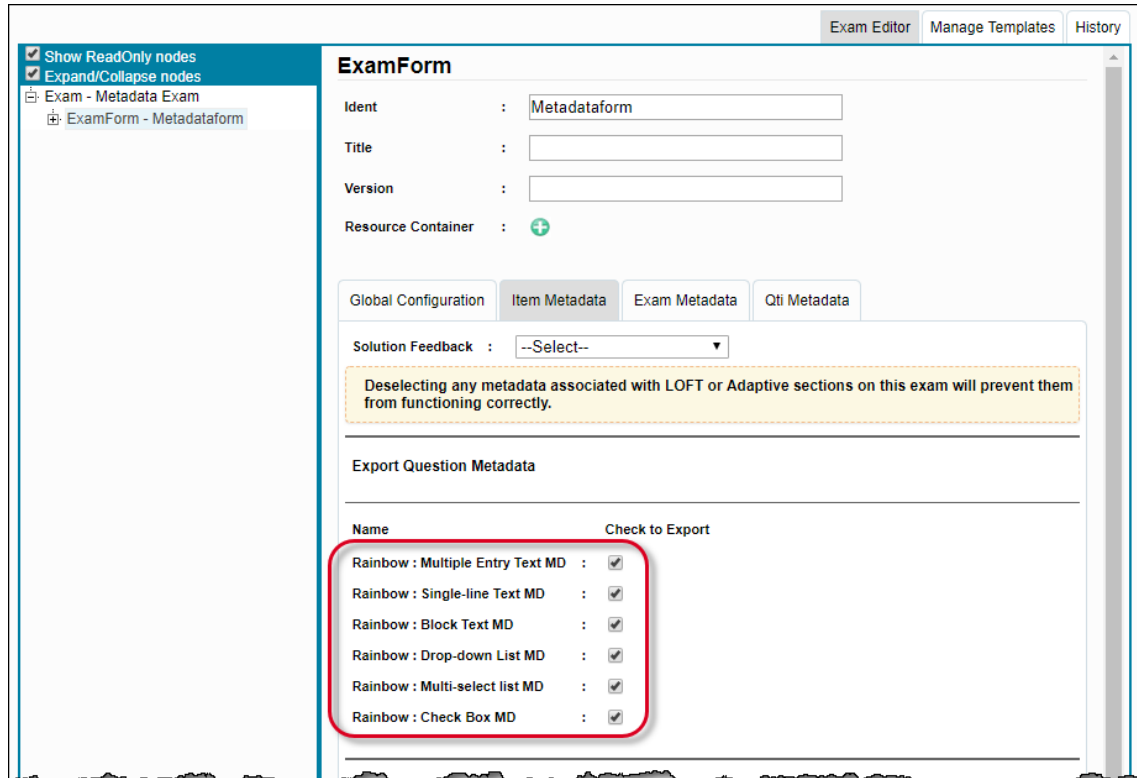 Exam Editor Manage Templates History
Show ReadOnly nodes
Expand/Collapse nodes
Exam - Metadata Exam
ExamForm - Metadataform
ExamForm
Ident : Metadataform
Title :
Version :
Resource Container :
Global Configuration Item Metadata Exam Metadata Qti Metadata
Solution Feedback : --Select--
Deselecting any metadata associated with LOFT or Adaptive sections on this exam will prevent them
from functioning correctly.
Export Question Metadata
Name Check to Export
Rainbow : Multiple Entry Text MD :
Rainbow : Single-line Text MD :
Rainbow : Block Text MD :
Rainbow : Drop-down List MD :
Rainbow : Multi-select list MD :
Rainbow : Check Box MD :